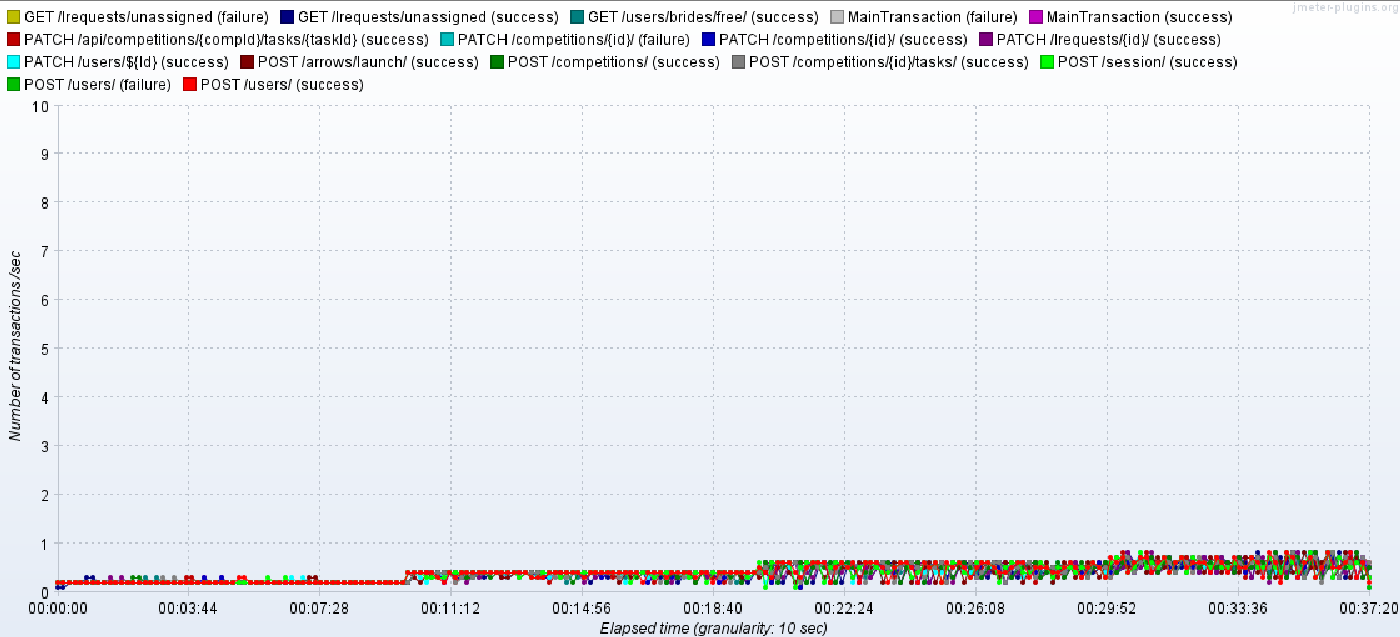 jmeter-plugins.org
GET /lrequests/unassigned (failure) GET /lrequests/unassigned (success) GET /users/brides/free/ (success) MainTransaction (failure) MainTransaction (success)
PATCH /api/competitions/{compId}/tasks/{taskId} (success) PATCH /competitions/{id}/ (failure) PATCH /competitions/{id}/ (success) PATCH /lrequests/{id}/ (success)
PATCH /users/${Id} (success) POST /arrows/launch/ (success) POST /competitions/ (success) POST /competitions/{id}/tasks/ (success) POST /session/ (success)
POST /users/ (failure) POST /users/ (success)
10
9
8
7
6
5
4
3
2
1
0
Number of transactions /sec
00:00:00 00:03:44 00:07:28 00:11:12 00:14:56 00:18:40 00:22:24 00:26:08 00:29:52 00:33:36 00:37:20
Elapsed time (granularity: 10 sec)